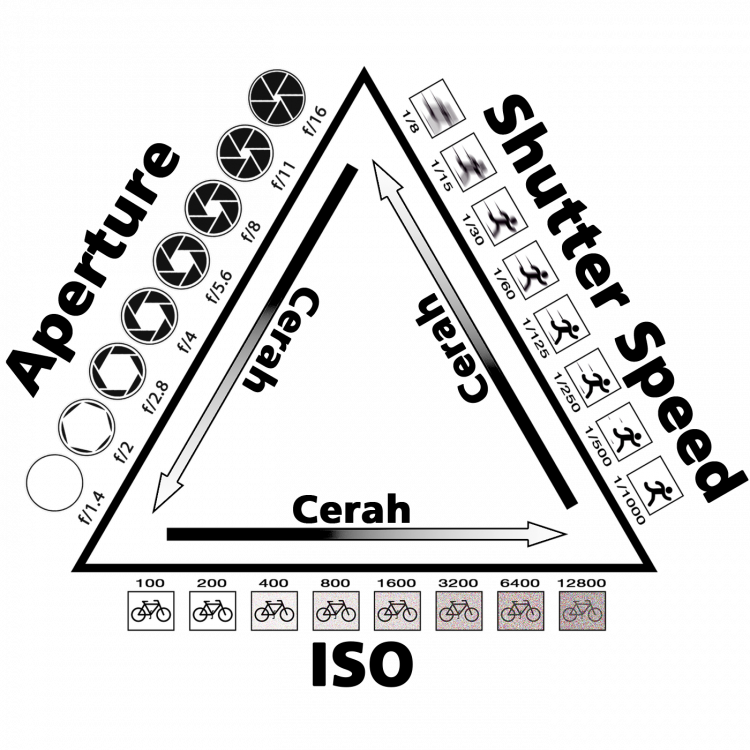 Aperture
f/16
f/11
f/8
f/5.6
f/4
f/2.8
f/2
f/1.4
Shutter Speed
1/8
1/15
1/30
1/60
1/125
1/250
1/500
1/1000
Cerah
Cerah
Cerah
100 200 400 800 1600 3200 6400 12800
ISO